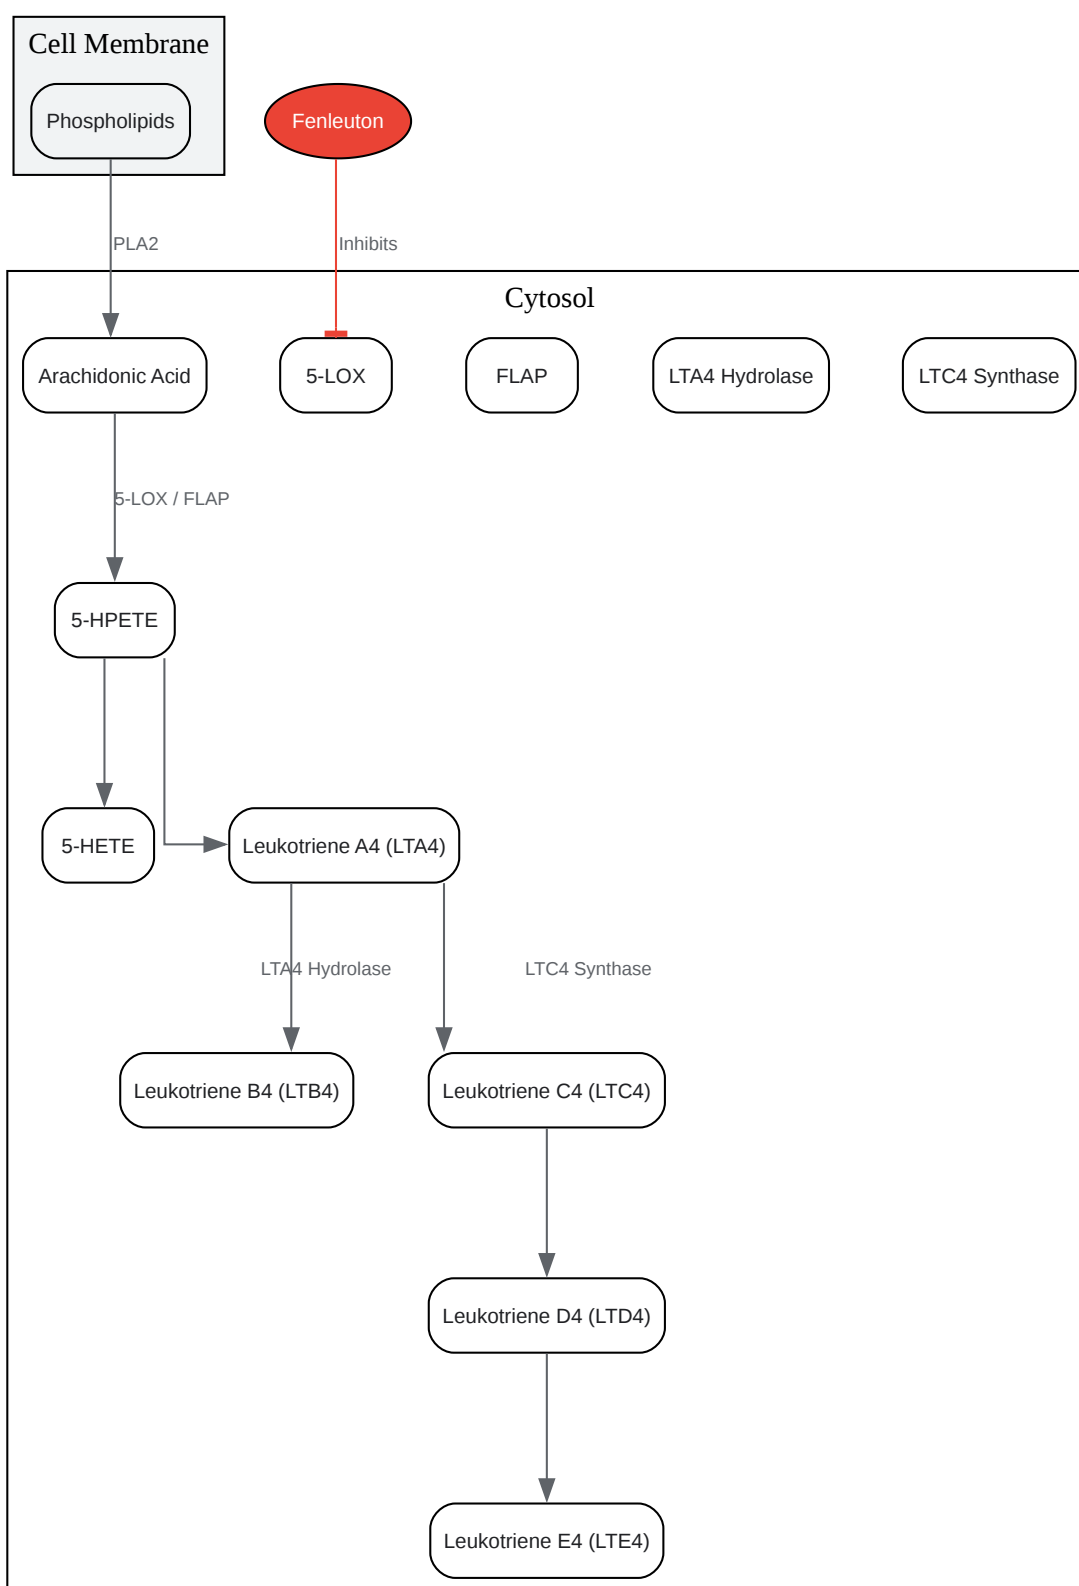 Cell Membrane
Phospholipids
Fenleuton
PLA2
Inhibits
Cytosol
Arachidonic Acid
5-LOX
FLAP
LTA4 Hydrolase
LTC4 Synthase
5-LOX / FLAP
5-HPETE
5-HETE
Leukotriene A4 (LTA4)
LTA4 Hydrolase
LTC4 Synthase
Leukotriene B4 (LTB4)
Leukotriene C4 (LTC4)
Leukotriene D4 (LTD4)
Leukotriene E4 (LTE4)